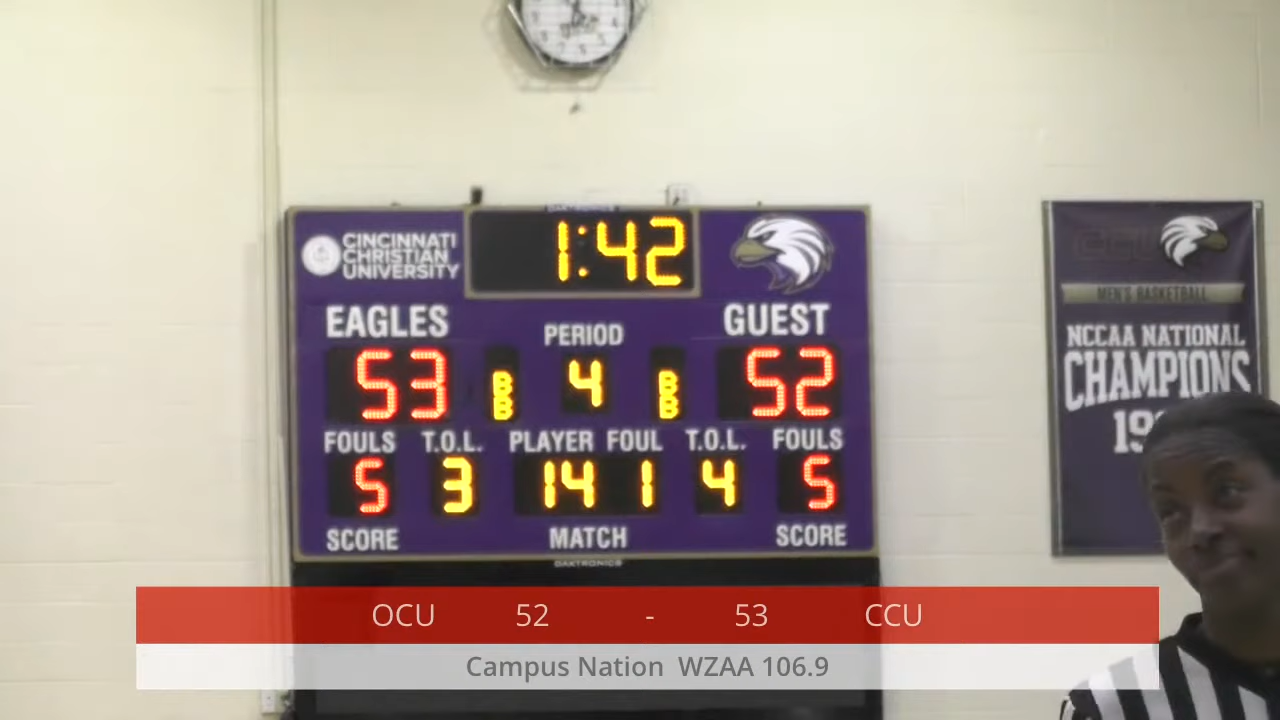 CINCINNATI
CHRISTIAN
UNIVERSITY
1:42
EAGLES
PERIOD
GUEST
53 B B 4 B B 52
FOULS T.O.L. PLAYER FOUL T.O.L. FOULS
5 3 14 1 4 5
SCORE MATCH SCORE
DAKTRONICS
MEN'S BASKETBALL
NCCAA NATIONAL
CHAMPIONS
19
OCU 52 - 53 CCU
Campus Nation WZAA 106.9